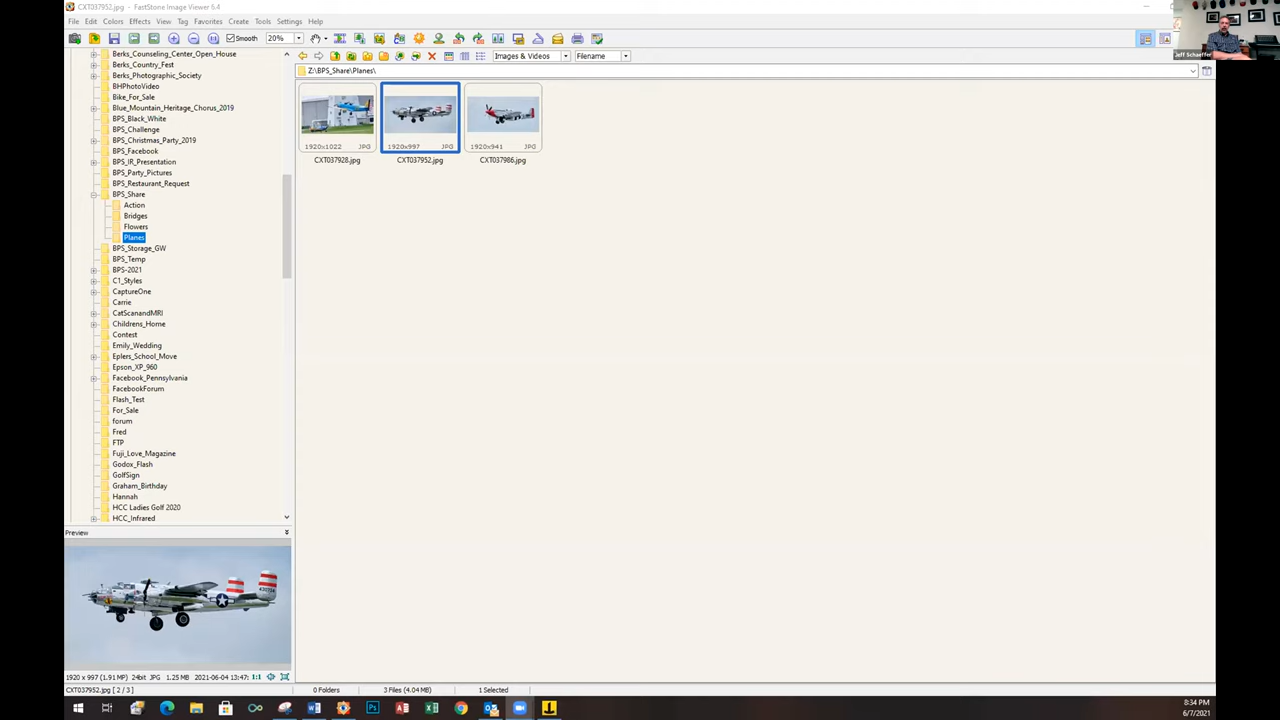 CXT037952.jpg - FastStone Image Viewer 6.4
File Edit Colors Effects View Tag Favorites Create Tools Settings Help
Smooth 20% Images & Videos Filename
Z:\BPS_Share\Planes\
Berks_Counseling_Center_Open_House
Berks_Country_Fest
Berks_Photographic_Society
BHPhotoVideo
Bike_For_Sale
Blue_Mountain_Heritage_Chorus_2019
BPS_Black_White
BPS_Challenge
BPS_Christmas_Party_2019
BPS_Facebook
BPS_IR_Presentation
BPS_Party_Pictures
BPS_Restaurant_Request
BPS_Share
Action
Bridges
Flowers
Planes
BPS_Storage_GW
BPS_Temp
BPS-2021
C1_Styles
CaptureOne
Carrie
CatScanandMRI
Childrens_Home
Contest
Emily_Wedding
Eplers_School_Move
Epson_XP_960
Facebook_Pennsylvania
FacebookForum
Flash_Test
For_Sale
forum
Fred
FTP
Fuji_Love_Magazine
Godox_Flash
GolfSign
Graham_Birthday
Hannah
HCC Ladies Golf 2020
HCC_Infrared
1920x1022 JPG
CXT037928.jpg
1920x997 JPG
CXT037952.jpg
1920x941 JPG
CXT037986.jpg
Jeff Schaeffer
Preview
1920 x 997 (1.91 MP) 24bit JPG 1.25 MB 2021-06-04 13:47: 1:1
CXT037952.jpg [ 2 / 3 ]
0 Folders 3 Files (4.04 MB) 1 Selected
8:34 PM
6/7/2021